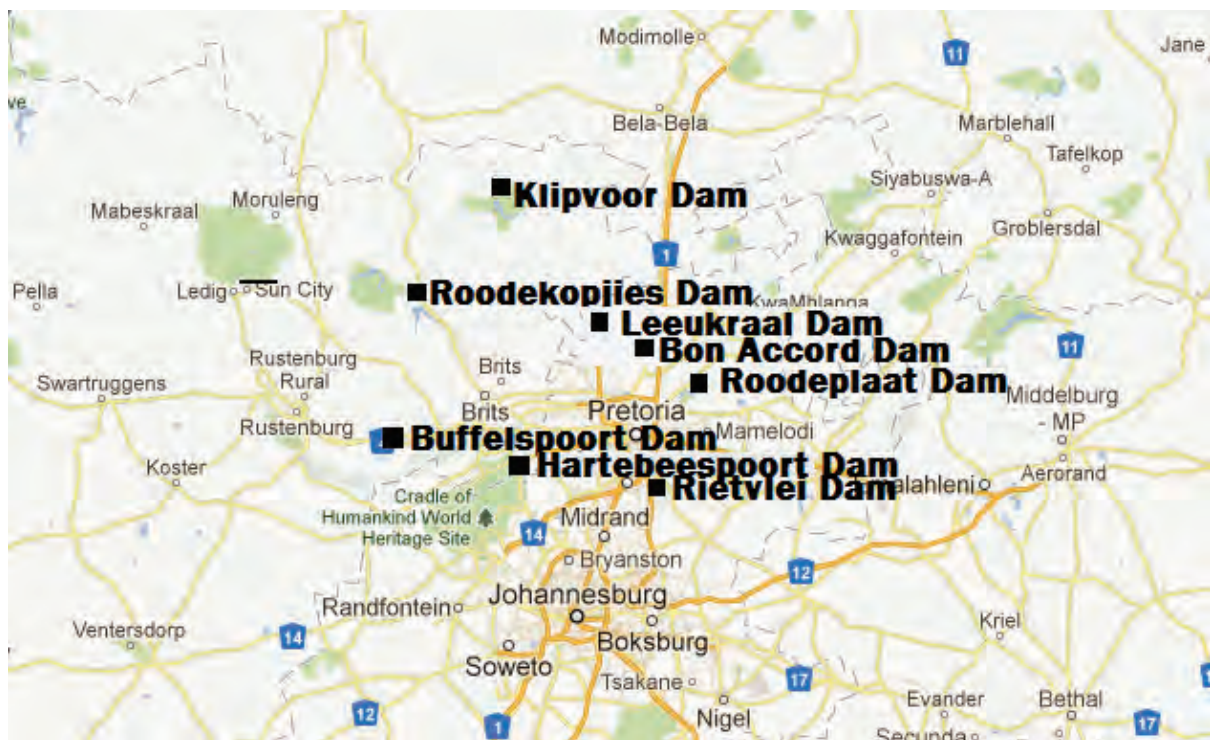 Modimolle
11
Jane
ve
Bela-Bela
Marblehall
Tafelkop
Klipvoor Dam
Siyabuswa-A
Mabeskraal
Moruleng
Groblersdal
Kwaggafontein
1
Pella
Ledig
Sun City
Roodekopjies Dam
KwaMhlanga
Leeukraal Dam
Bon Accord Dam
11
Rustenburg
Rural
Brits
Roodeplaat Dam
Swartruggens
Middelburg
- MP
Brits
Pretoria
Rustenburg
Buffelspoort Dam
Mamelodi
Koster
Hartebeespoort Dam
Aerorand
Rietvlei Dam
alahleni
Cradle of
Humankind World
Heritage Site
Midrand
14
Bryanston
12
Johannesburg
Randfontein
Ventersdorp
14
Boksburg
Kriel
Soweto
Tsakane
17
12
1
Nigel
Evander
Bethal
17
Secunda